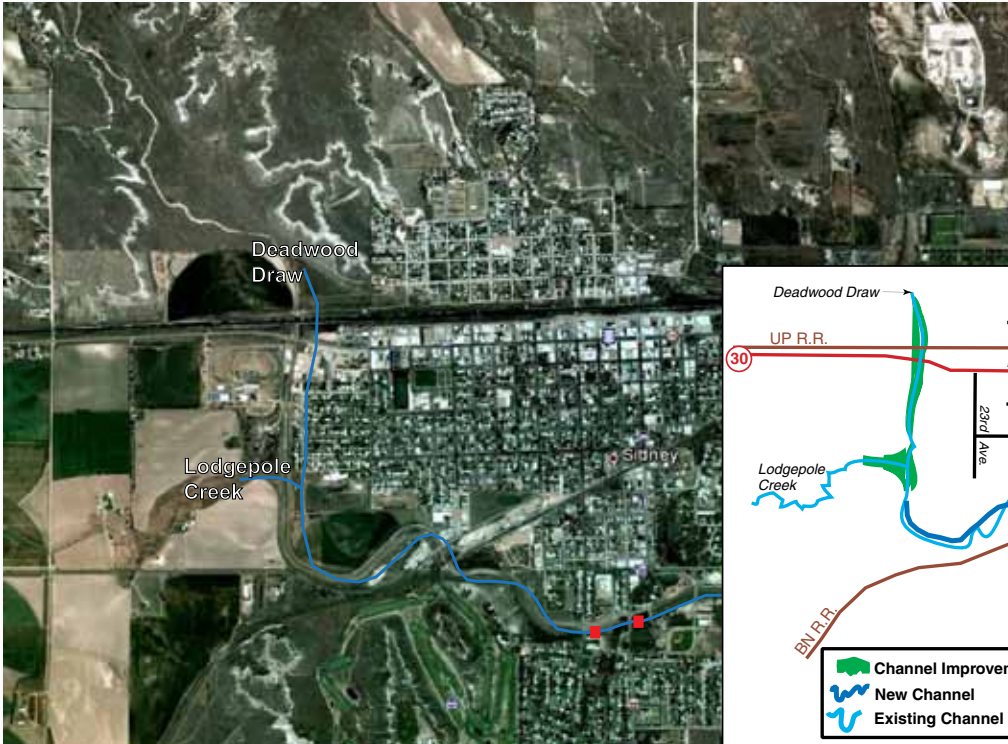 Deadwood
Draw
Lodgepole
Creek
Sidney
Deadwood Draw
UP R.R.
30
23rd
Ave.
Lodgepole
Creek
BN R.R.
Channel Improvem
New Channel
Existing Channel